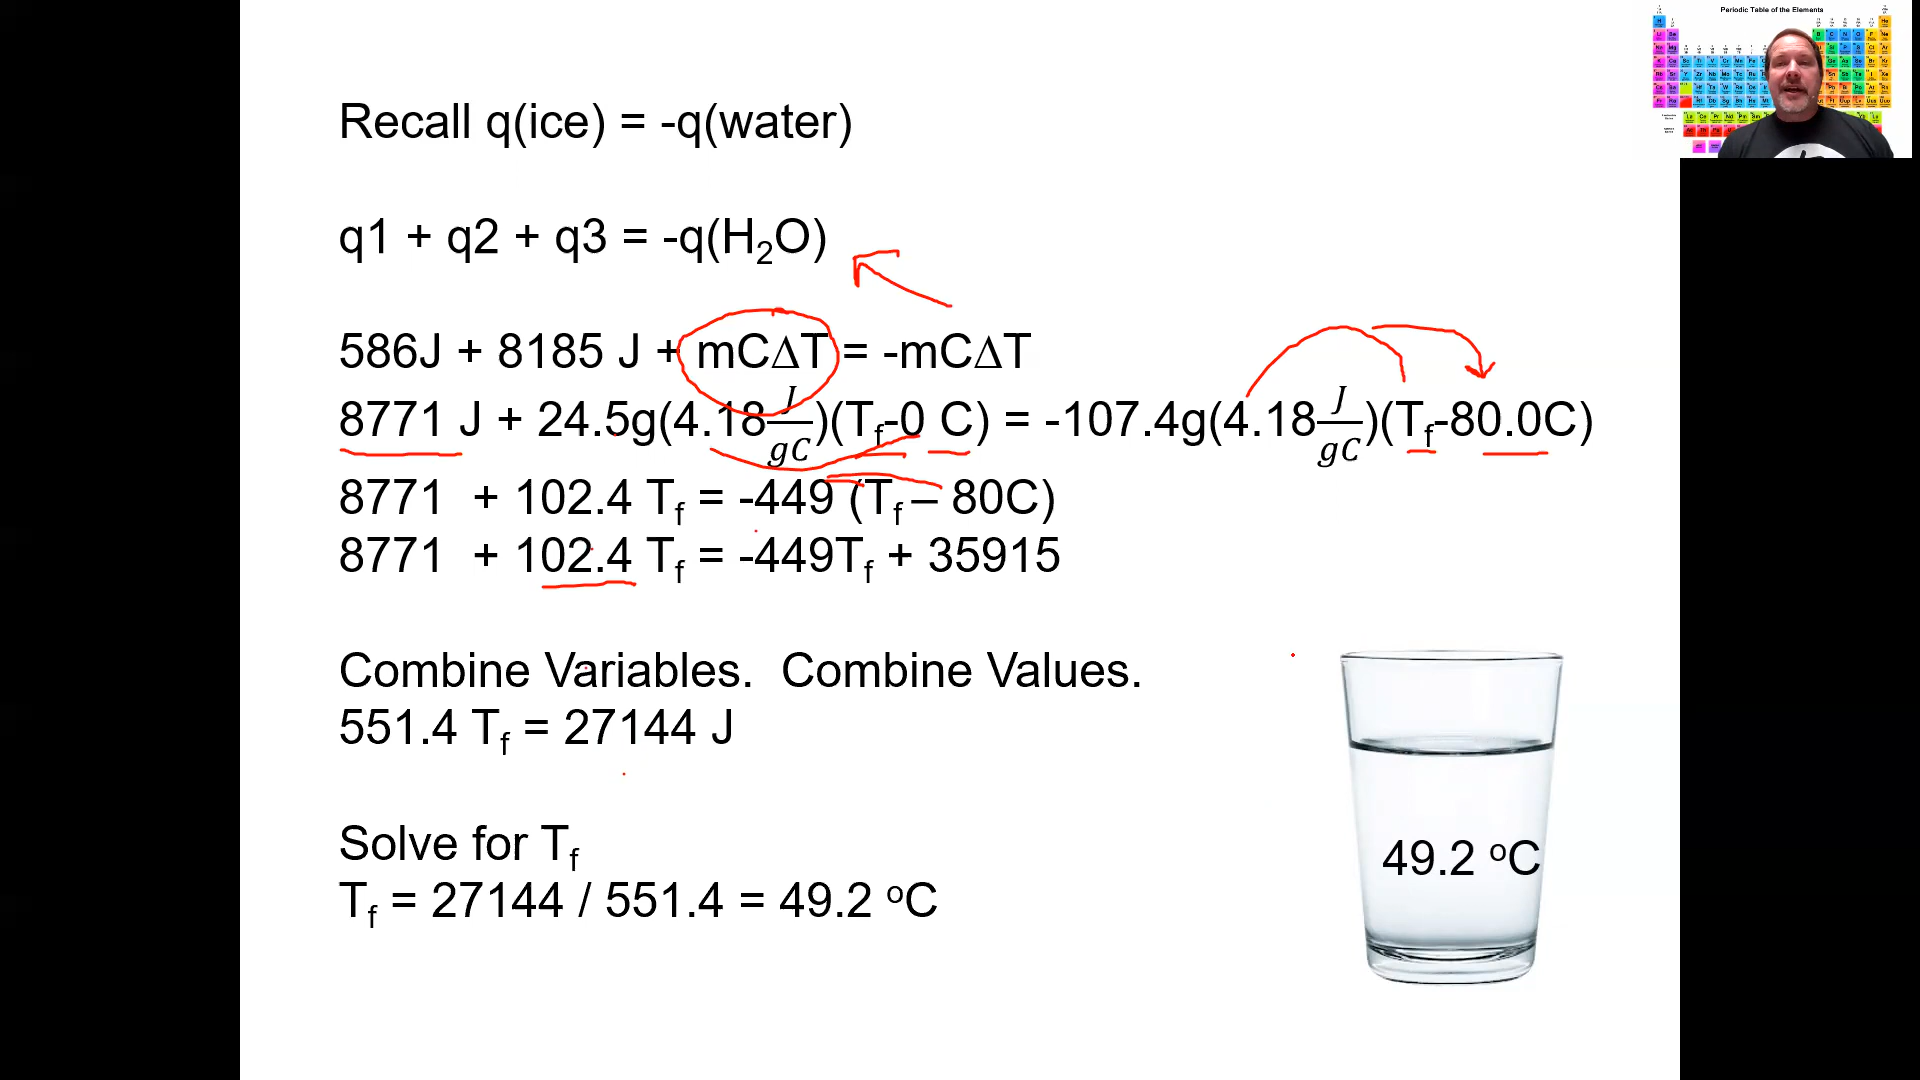 Periodic Table of the Elements
Recall q(ice) = -q(water)
q1 + q2 + q3 = -q(H₂O)
586J + 8185 J + mCΔT = -mCΔT
8771 J + 24.5g(4.18 J/gC)(Tf-0 C) = -107.4g(4.18 J/gC)(Tf-80.0C)
8771 + 102.4 Tf = -449 (Tf – 80C)
8771 + 102.4 Tf = -449Tf + 35915
Combine Variables. Combine Values.
551.4 Tf = 27144 J
Solve for Tf
Tf = 27144 / 551.4 = 49.2 ºC
49.2 ºC